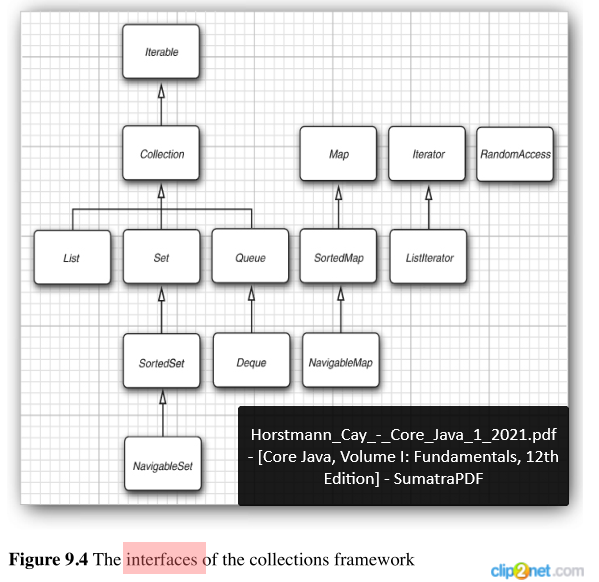 Iterable
Collection
Map
Iterator
RandomAccess
List
Set
Queue
SortedMap
ListIterator
SortedSet
Deque
NavigableMap
NavigableSet
Horstmann_Cay_-_Core_Java_1_2021.pdf
- [Core Java, Volume I: Fundamentals, 12th
Edition] - SumatraPDF
Figure 9.4 The interfaces of the collections framework
clip2net.com